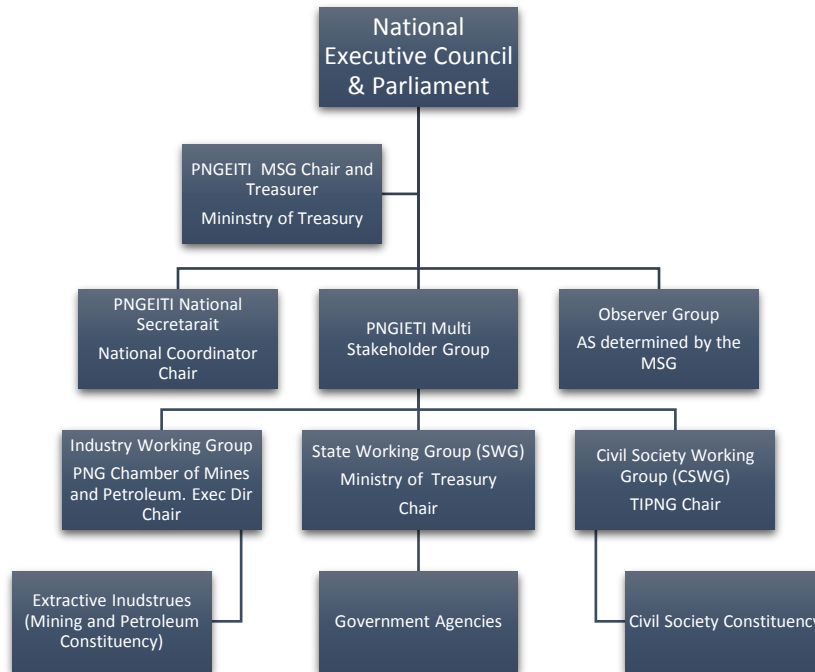 National
Executive Council
& Parliament
PNGEITI  MSG Chair and
Treasurer
Mininstry of Treasury
PNGEITI National
Secretarait
National Coordinator
Chair
PNGIETI Multi
Stakeholder Group
Observer Group
AS determined by the
MSG
Industry Working Group
PNG Chamber of Mines
and Petroleum. Exec Dir
Chair
State Working Group (SWG)
Ministry of Treasury
Chair
Civil Society Working
Group (CSWG)
TIPNG Chair
Extractive Inudstrues
(Mining and Petroleum
Constituency)
Government Agencies
Civil Society Constituency